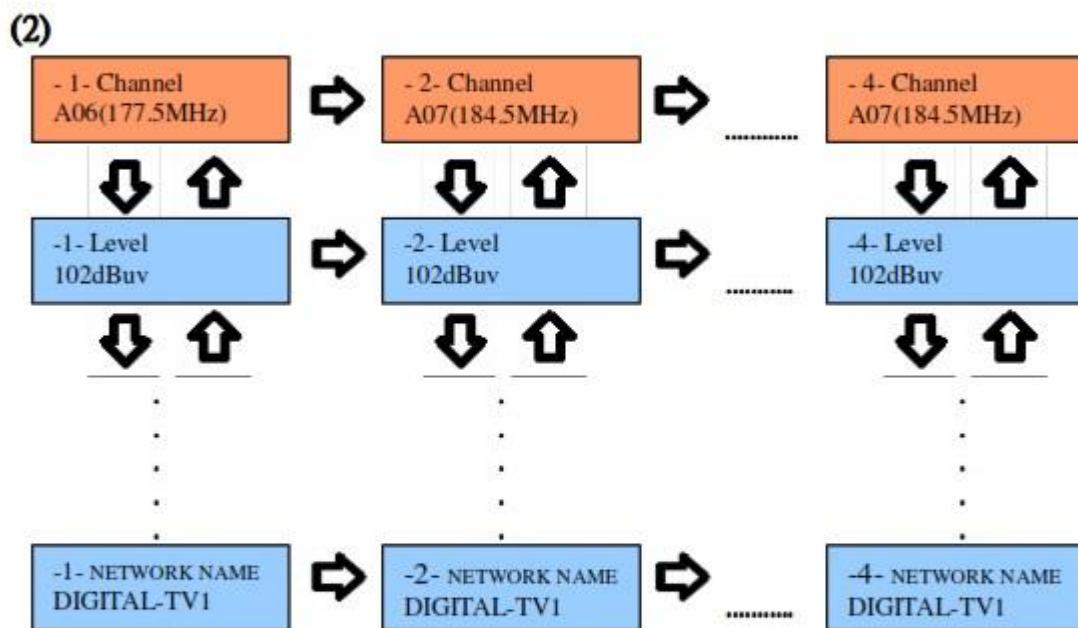 (2)
- 1- Channel
A06(177.5MHz)
- 2- Channel
A07(184.5MHz)
- 4- Channel
A07(184.5MHz)
-1- Level
102dBuv
-2- Level
102dBuv
-4- Level
102dBuv
-1- NETWORK NAME
DIGITAL-TV1
-2- NETWORK NAME
DIGITAL-TV1
-4- NETWORK NAME
DIGITAL-TV1